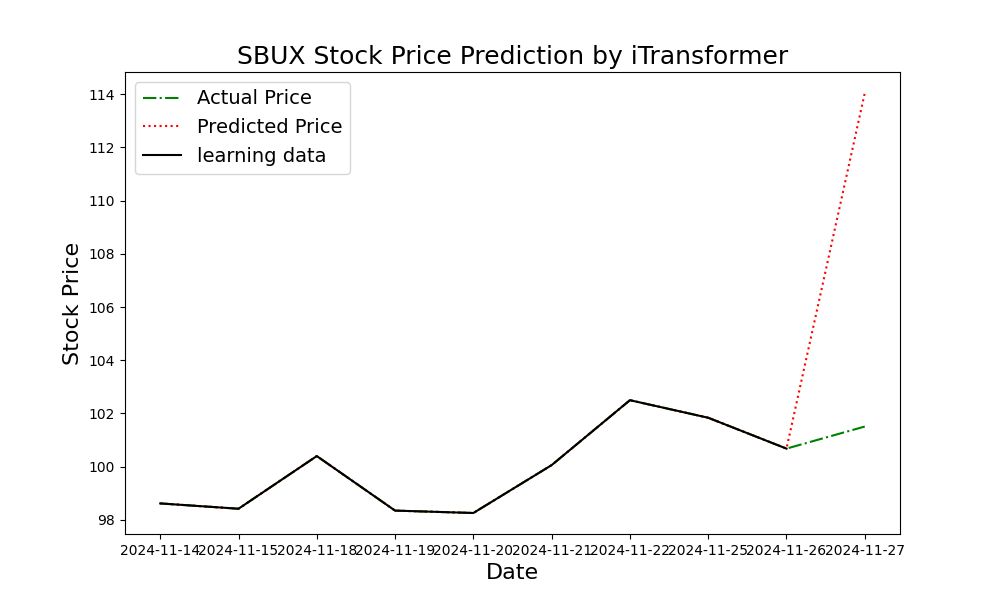 SBUX Stock Price Prediction by iTransformer
Actual Price
Predicted Price
learning data
114
112
110
108
106
104
102
100
98
Stock Price
2024-11-14 2024-11-15 2024-11-18 2024-11-19 2024-11-20 2024-11-21 2024-11-22 2024-11-25 2024-11-26 2024-11-27
Date